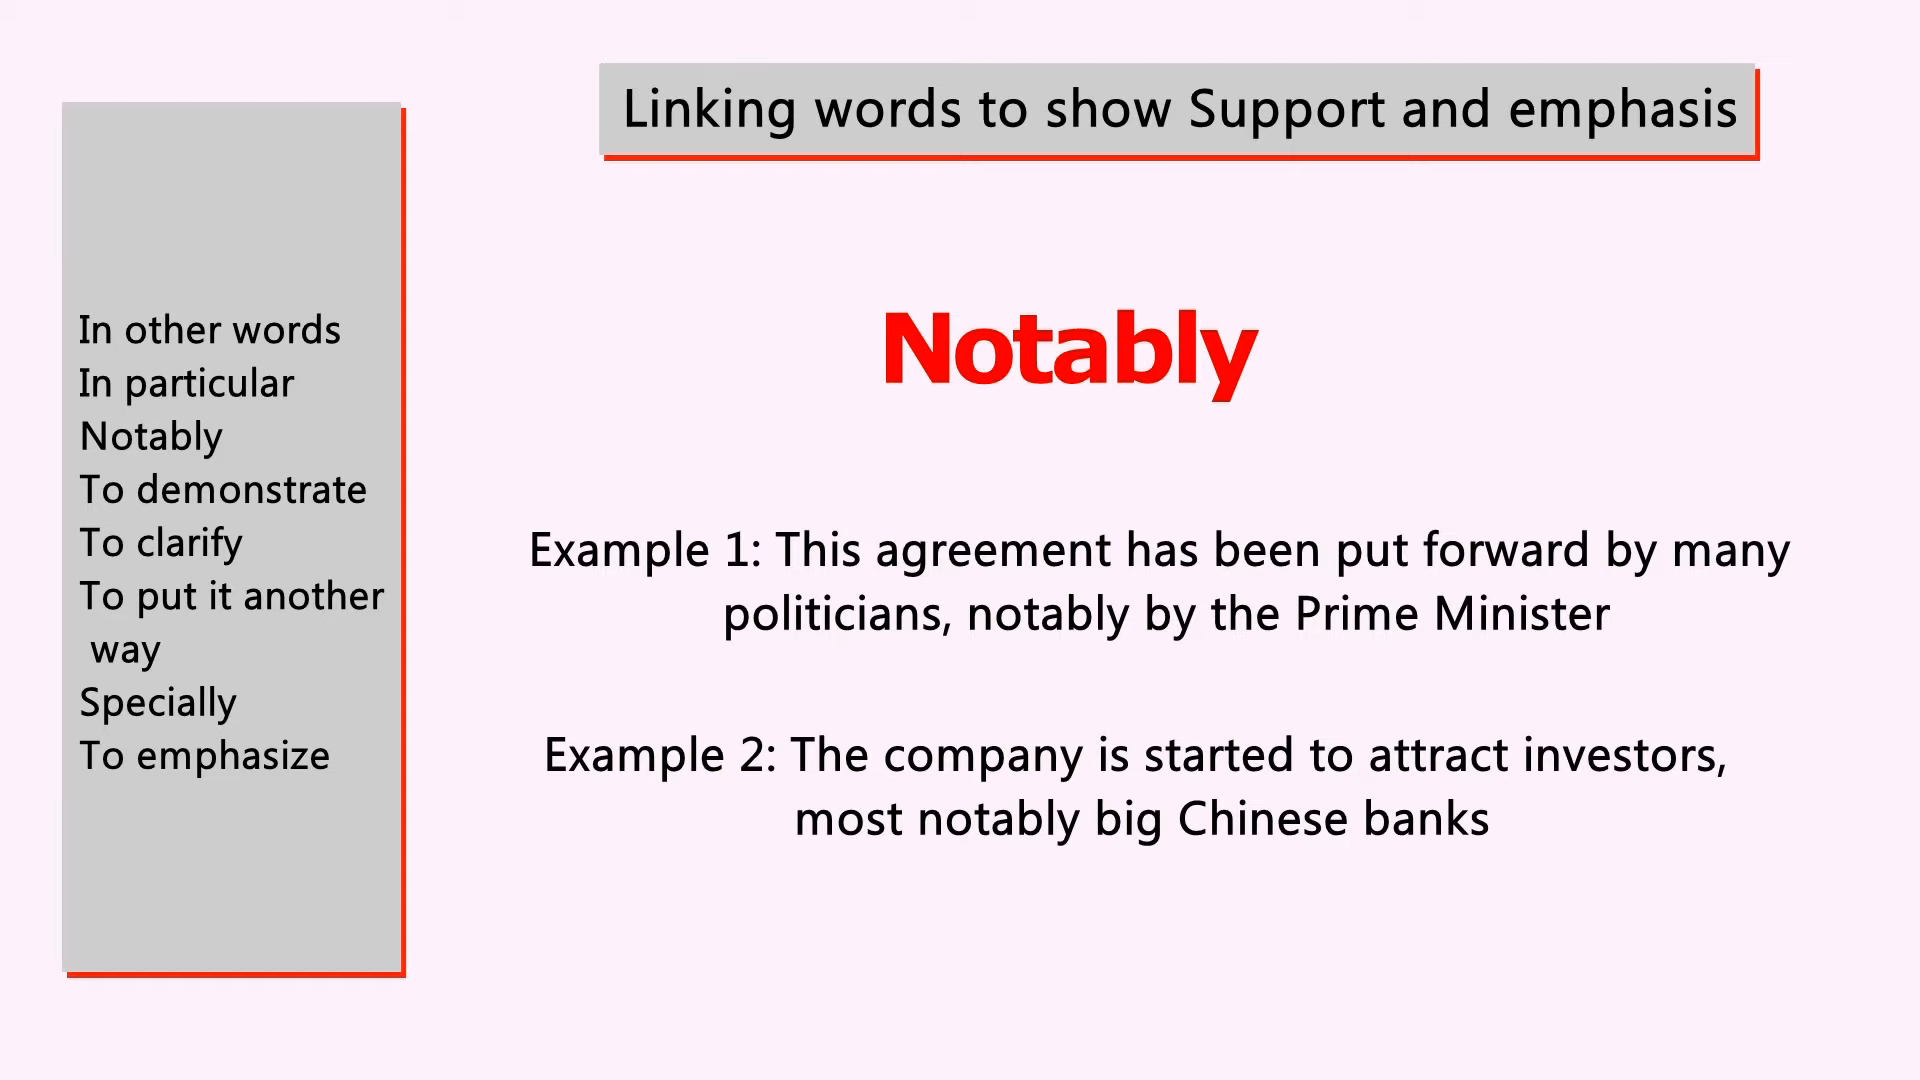 Linking words to show Support and emphasis
In other words
In particular
Notably
To demonstrate
To clarify
To put it another
way
Specially
To emphasize
Notably
Example 1: This agreement has been put forward by many
politicians, notably by the Prime Minister
Example 2: The company is started to attract investors,
most notably big Chinese banks